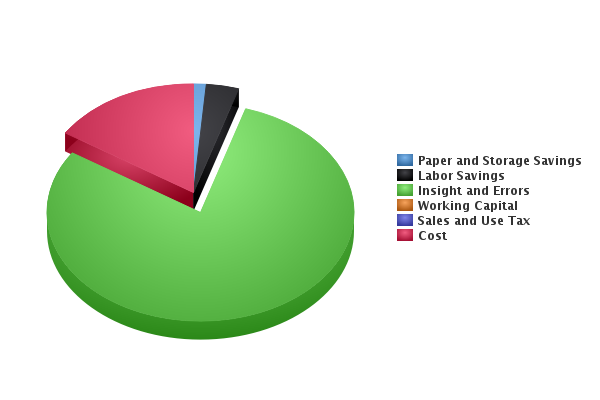 Paper and Storage Savings
Labor Savings
Insight and Errors
Working Capital
Sales and Use Tax
Cost